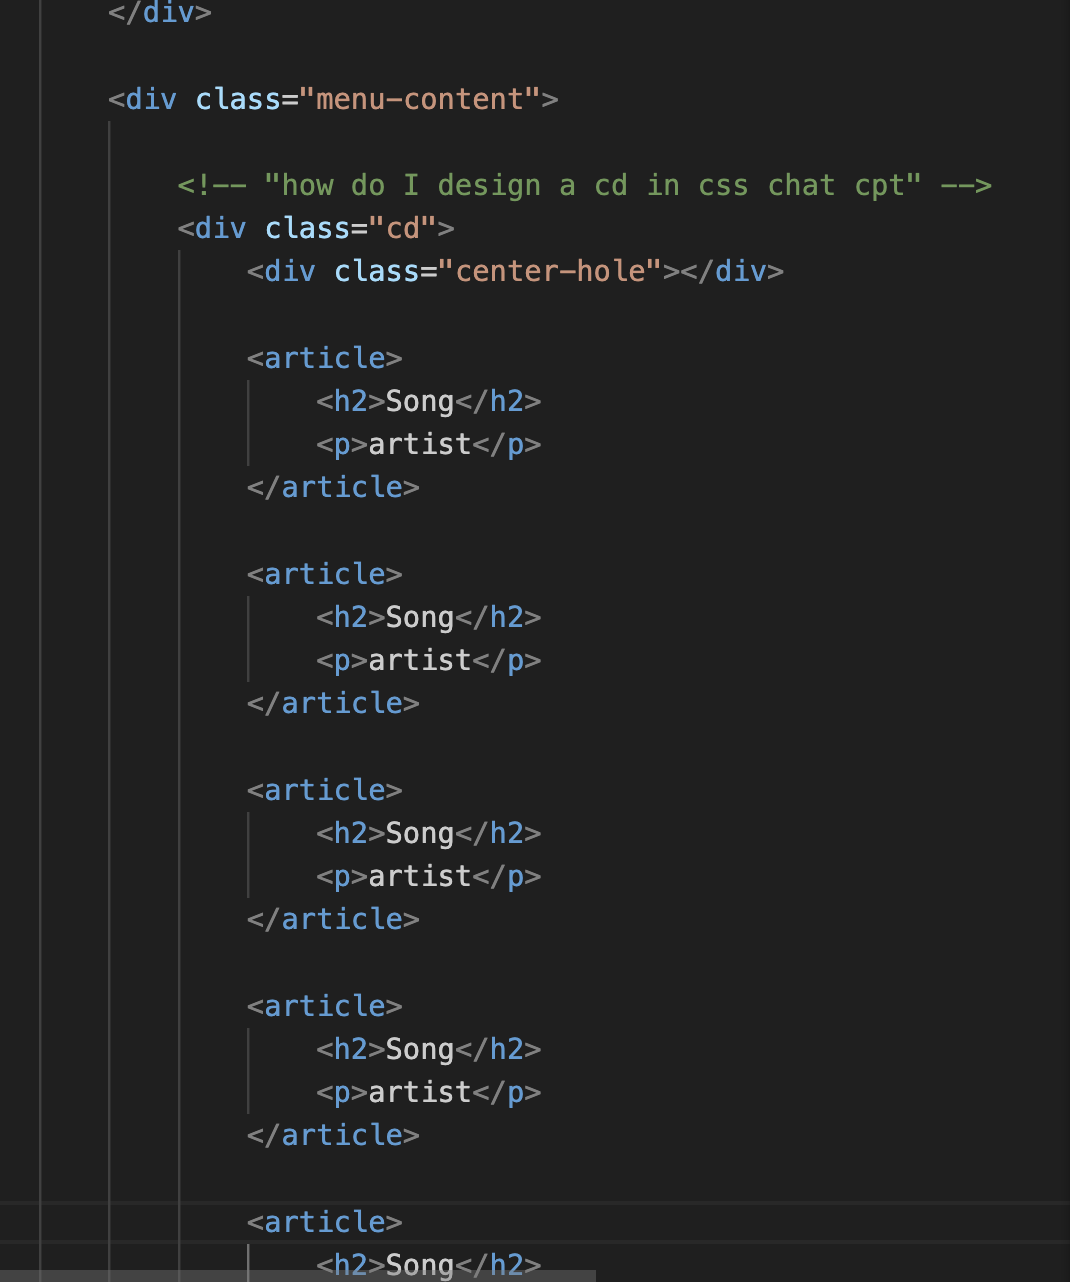 </div>
<div class="menu-content">
<!-- "how do I design a cd in css chat cpt" -->
<div class="cd">
<div class="center-hole"></div>
<article>
<h2>Song</h2>
<p>artist</p>
</article>
<article>
<h2>Song</h2>
<p>artist</p>
</article>
<article>
<h2>Song</h2>
<p>artist</p>
</article>
<article>
<h2>Song</h2>
<p>artist</p>
</article>
<article>
<h2>Song</h2>